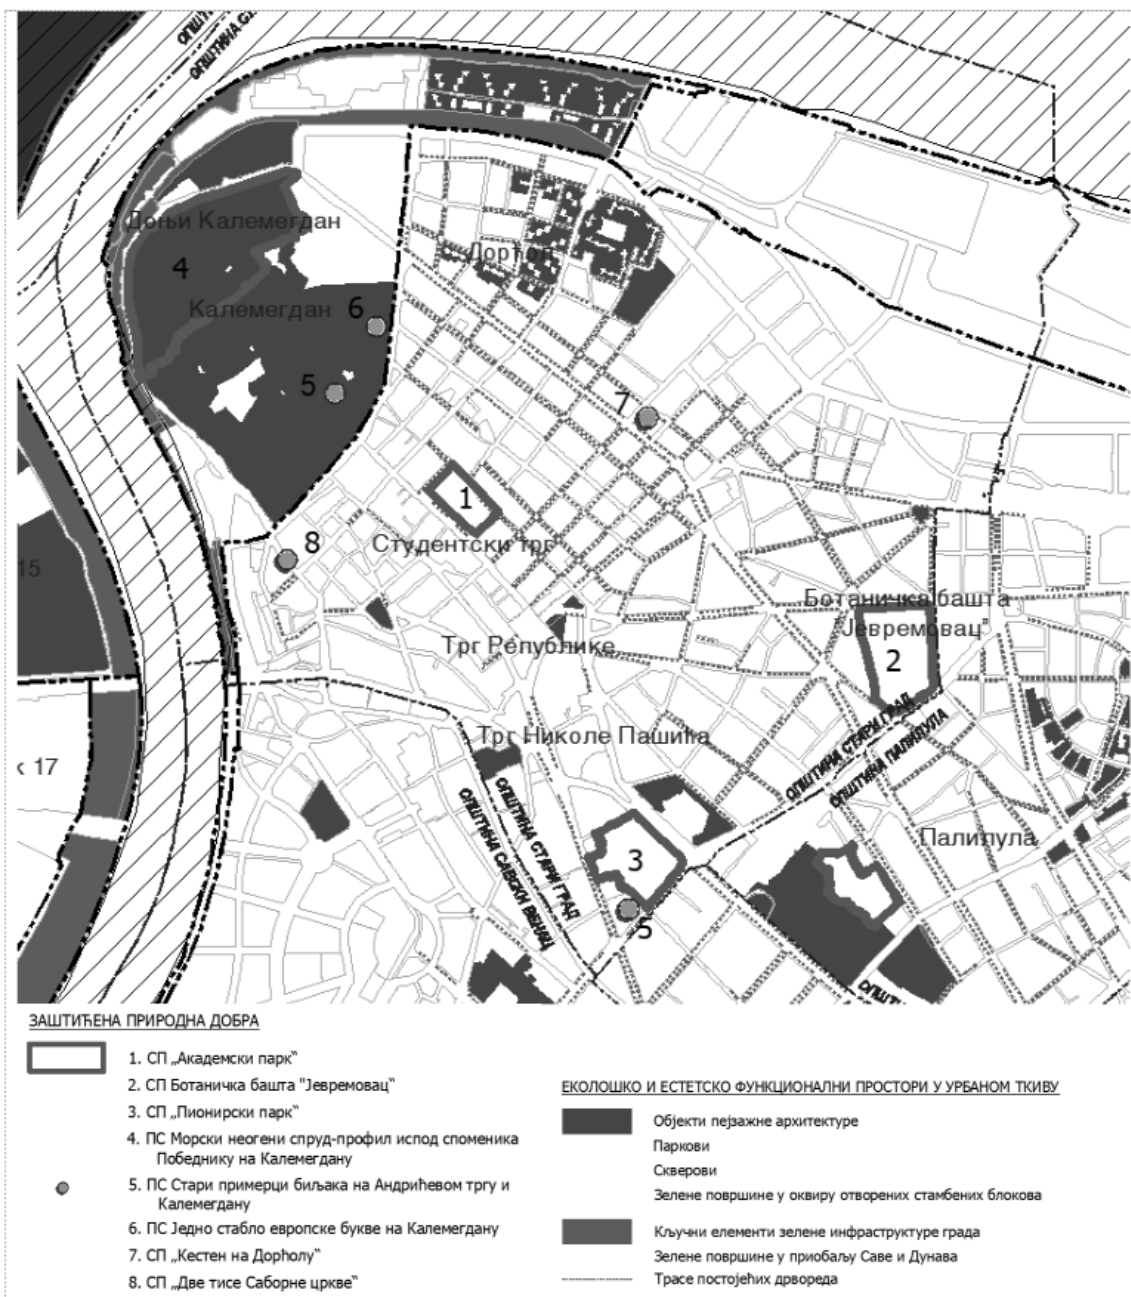 ОПШТИНА СТ
Доњи Калемегдан
4
Дорћол
6
Калемегдан
5
7
1
8
Студентски трг
15
Ботаничка башта
"Јевремовац"
Трг Републике
2
Трг Николе Пашића
ОПШТИНА СТАРИ ГРАД
ОПШТИНА ПАЛИЛУЛА
к 17
ОПШТИНА СТАРИ ГРАД
ОПШТИНА САВСКИ ВЕНАЦ
Палилула
3
5
ЗАШТИЋЕНА ПРИРОДНА ДОБРА
1. СП „Академски парк“
2. СП Ботаничка башта "Јевремовац“
3. СП „Пионирски парк“
4. ПС Морски неогени спруд-профил испод споменика
Победнику на Калемегдану
5. ПС Стари примерци биљака на Андрићевом тргу и
Калемегдану
6. ПС Једно стабло европске букве на Калемегдану
7. СП „Кестен на Дорћолу“
8. СП „Две тисе Саборне цркве“
ЕКОЛОШКО И ЕСТЕТСКО ФУНКЦИОНАЛНИ ПРОСТОРИ У УРБАНОМ ТКИВУ
Објекти пејзажне архитектуре
Паркови
Скверови
Зелене површине у оквиру отворених стамбених блокова
Кључни елементи зелене инфраструктуре града
Зелене површине у приобаљу Саве и Дунава
Трасе постојећих дрвореда